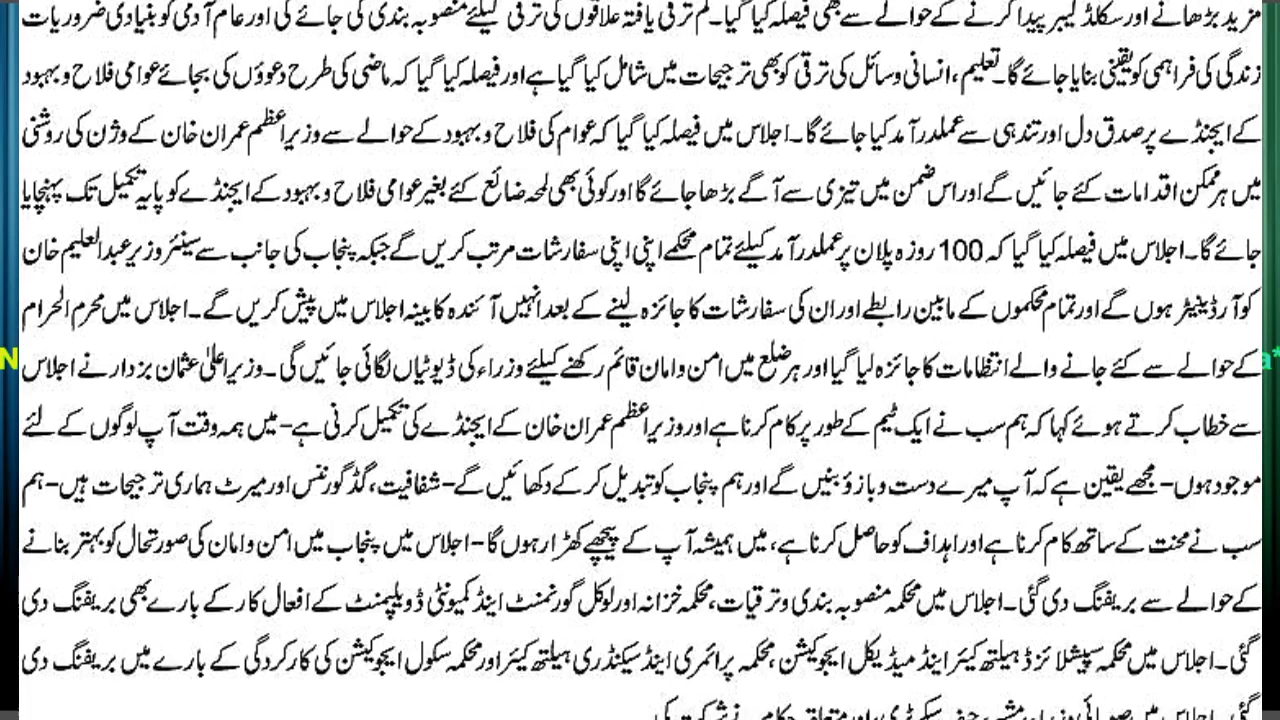 مزید بڑھانے اور سکلڈ لیبر پیدا کرنے کے حوالے سے بھی فیصلہ کیا گیا۔ کم ترقی یافتہ علاقوں کی ترقی کیلئے منصوبہ بندی کی جائے گی اور عام آدمی کو بنیادی ضروریات
زندگی کی فراہمی کو یقینی بنایا جائے گا۔ تعلیم، انسانی وسائل کی ترقی کو بھی ترجیحات میں شامل کیا گیا ہے اور فیصلہ کیا گیا کہ ماضی کی طرح دعوؤں کی بجائے عوامی فلاح و بہبود
کے ایجنڈے پر صدق دل اور تندہی سے عملدرآمد کیا جائے گا۔ اجلاس میں فیصلہ کیا گیا کہ عوام کی فلاح و بہبود کے حوالے سے وزیراعظم عمران خان کے وژن کی روشنی
میں ہر ممکن اقدامات کئے جائیں گے اور اس ضمن میں تیزی سے آگے بڑھا جائے گا اور کوئی بھی لمحہ ضائع کئے بغیر عوامی فلاح و بہبود کے ایجنڈے کو پایہ تکمیل تک پہنچایا
جائے گا۔ اجلاس میں فیصلہ کیا گیا کہ 100 روزہ پلان پر عملدرآمد کیلئے تمام محکمے اپنی اپنی سفارشات مرتب کریں گے جبکہ پنجاب کی جانب سے سینئر وزیر عبدالعلیم خان
کوآرڈینیٹر ہوں گے اور تمام محکموں کے مابین رابطے اور ان کی سفارشات کا جائزہ لینے کے بعد انہیں آئندہ کابینہ اجلاس میں پیش کریں گے۔ اجلاس میں محرم الحرام
کے حوالے سے کئے جانے والے انتظامات کا جائزہ لیا گیا اور ہر ضلع میں امن و امان قائم رکھنے کیلئے وزراء کی ڈیوٹیاں لگائی جائیں گی۔ وزیراعلیٰ عثمان بزدار نے اجلاس
سے خطاب کرتے ہوئے کہا کہ ہم سب نے ایک ٹیم کے طور پر کام کرنا ہے اور وزیراعظم عمران خان کے ایجنڈے کی تکمیل کرنی ہے- میں ہمہ وقت آپ لوگوں کے لئے
موجود ہوں- مجھے یقین ہے کہ آپ میرے دست و بازؤ بنیں گے اور ہم پنجاب کو تبدیل کر کے دکھائیں گے- شفافیت، گڈ گورننس اور میرٹ ہماری ترجیحات ہیں- ہم
سب نے محنت کے ساتھ کام کرنا ہے اور اہداف کو حاصل کرنا ہے، میں ہمیشہ آپ کے پیچھے کھڑا رہوں گا- اجلاس میں پنجاب میں امن و امان کی صورتحال کو بہتر بنانے
کے حوالے سے بریفنگ دی گئی۔ اجلاس میں محکمہ منصوبہ بندی و ترقیات، محکمہ خزانہ اور لوکل گورنمنٹ اینڈ کمیونٹی ڈویلپمنٹ کے افعال کار کے بارے بھی بریفنگ دی
گئی۔ اجلاس میں محکمہ سپیشلائزڈ ہیلتھ کیئر اینڈ میڈیکل ایجوکیشن، محکمہ پرائمری اینڈ سیکنڈری ہیلتھ کیئر اور محکمہ سکول ایجوکیشن کی کارکردگی کے بارے میں بریفنگ دی